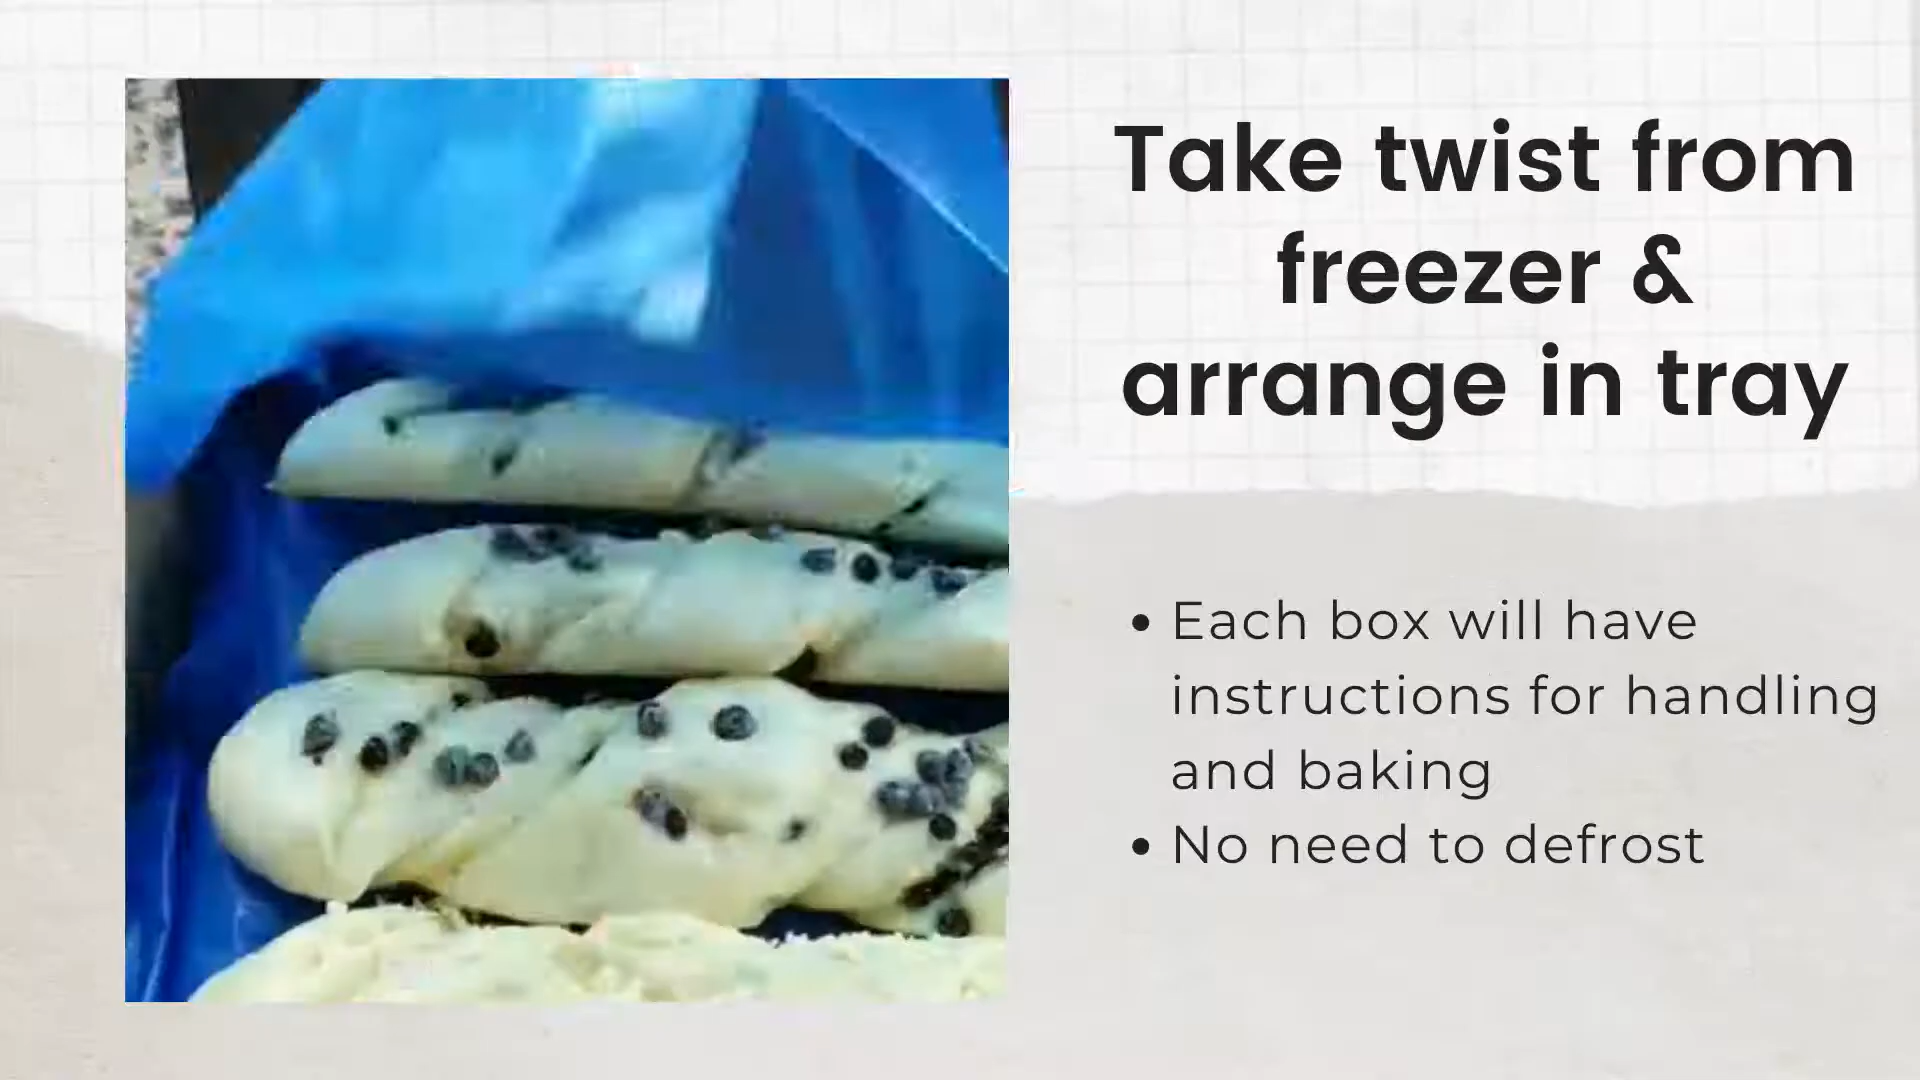 Take twist from
freezer &
arrange in tray
• Each box will have
instructions for handling
and baking
• No need to defrost